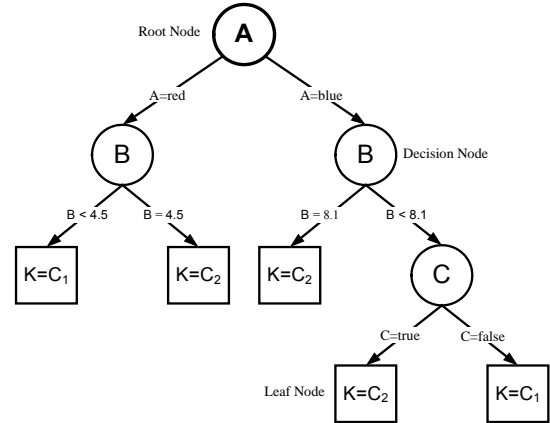 Root Node
A
A=red
A=blue
B
B
Decision Node
B < 4.5
B = 4.5
B = 8.1
B < 8.1
K=C₁
K=C₂
K=C₂
C
C=true
C=false
Leaf Node
K=C₂
K=C₁